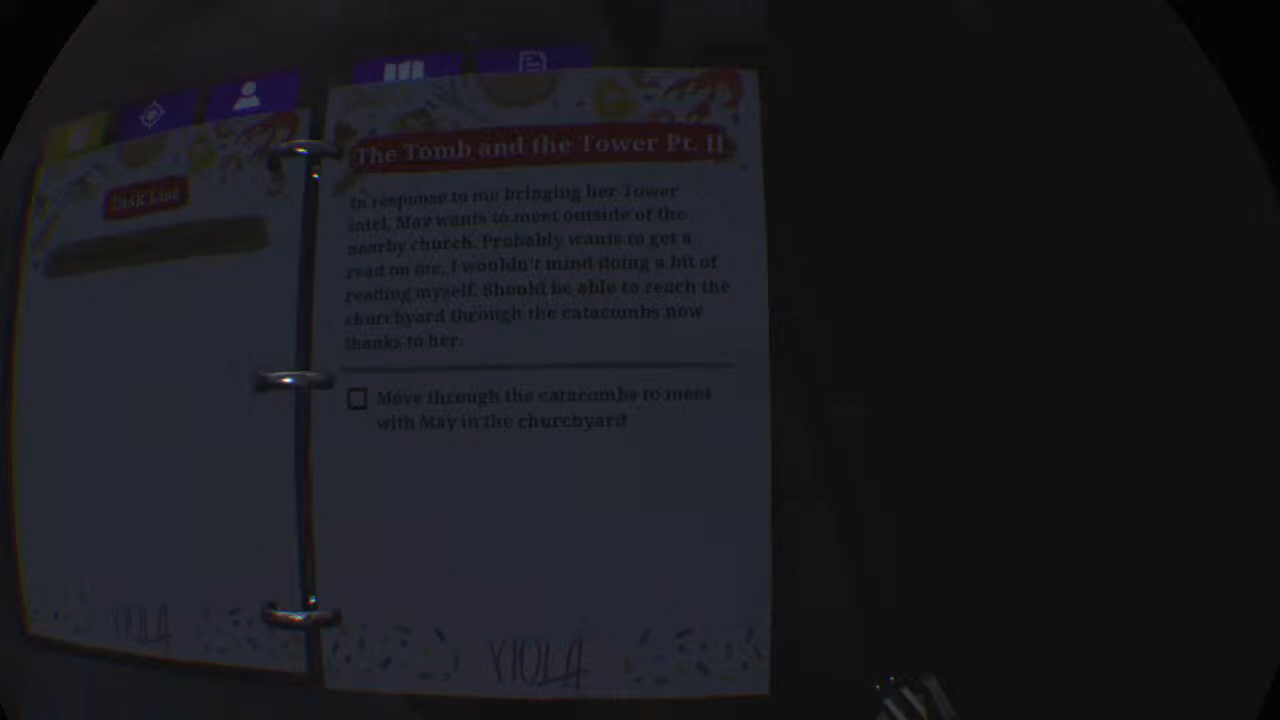 Task List
The Tomb and the Tower Pt. II
In response to me bringing her Tower
intel, May wants to meet outside of the
nearby church. Probably wants to get a
read on me, I wouldn't mind doing a bit of
reading myself. Should be able to reach the
churchyard through the catacombs now
thanks to her.
Move through the catacombs to meet
with May in the churchyard
VIOLA
VIOLA